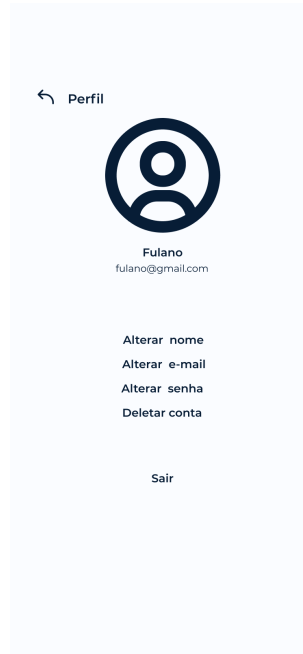 Perfil
Fulano
fulano@gmail.com
Alterar nome
Alterar e-mail
Alterar senha
Deletar conta
Sair